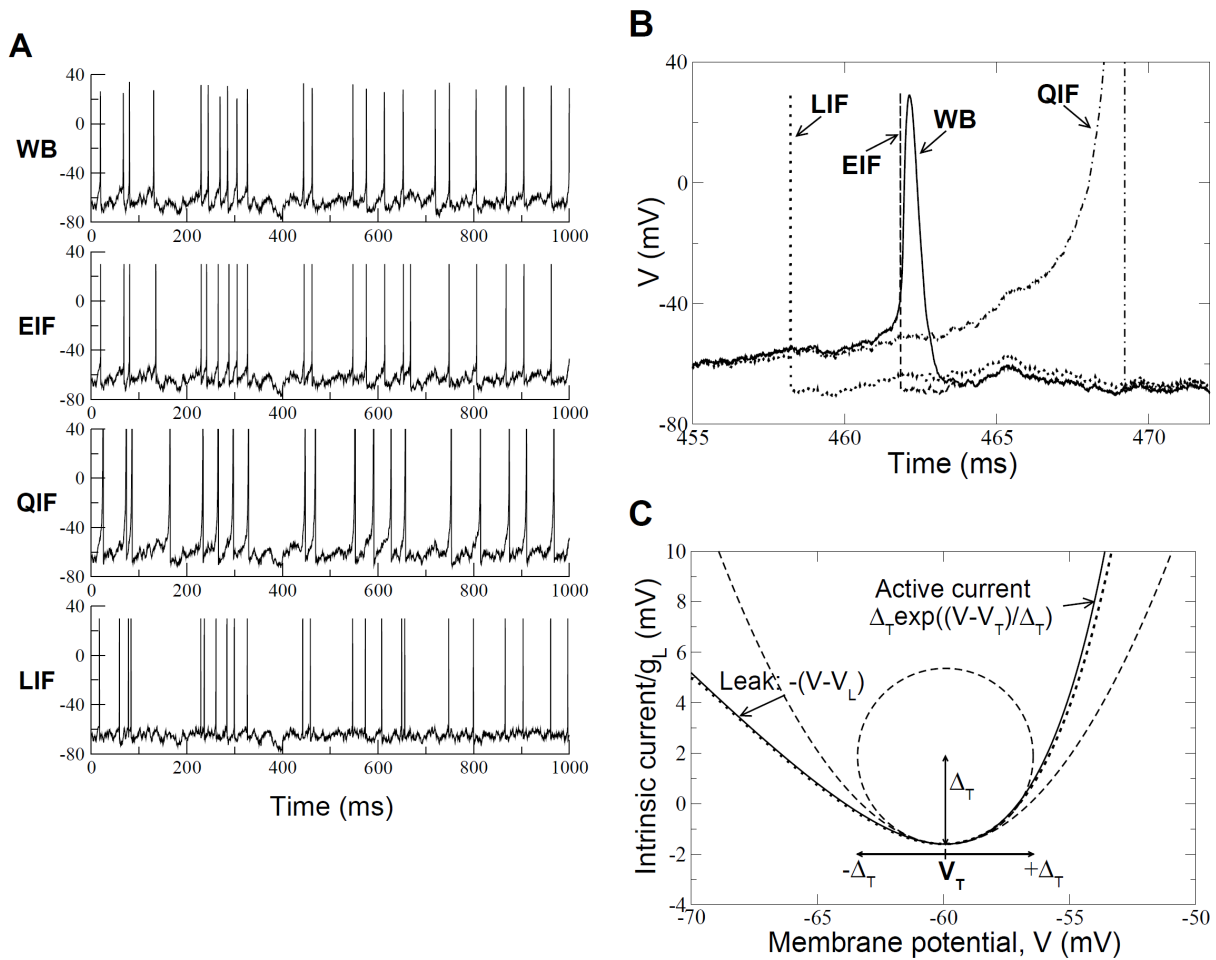 A
WB
40
0
-40
-80
0
200
400
600
800
1000
EIF
40
0
-40
-80
0
200
400
600
800
1000
QIF
40
0
-40
-80
0
200
400
600
800
1000
LIF
40
0
-40
-80
0
200
400
600
800
1000
Time (ms)
B
V (mV)
40
0
-40
-80
LIF
EIF
WB
QIF
455
460
465
470
Time (ms)
C
Intrinsic current/g_L (mV)
10
8
6
4
2
0
-2
-4
Active current
Δ_T exp((V-V_T)/Δ_T)
Leak: -(V-V_L)
Δ_T
-Δ_T
V_T
+Δ_T
-70
-65
-60
-55
-50
Membrane potential, V (mV)